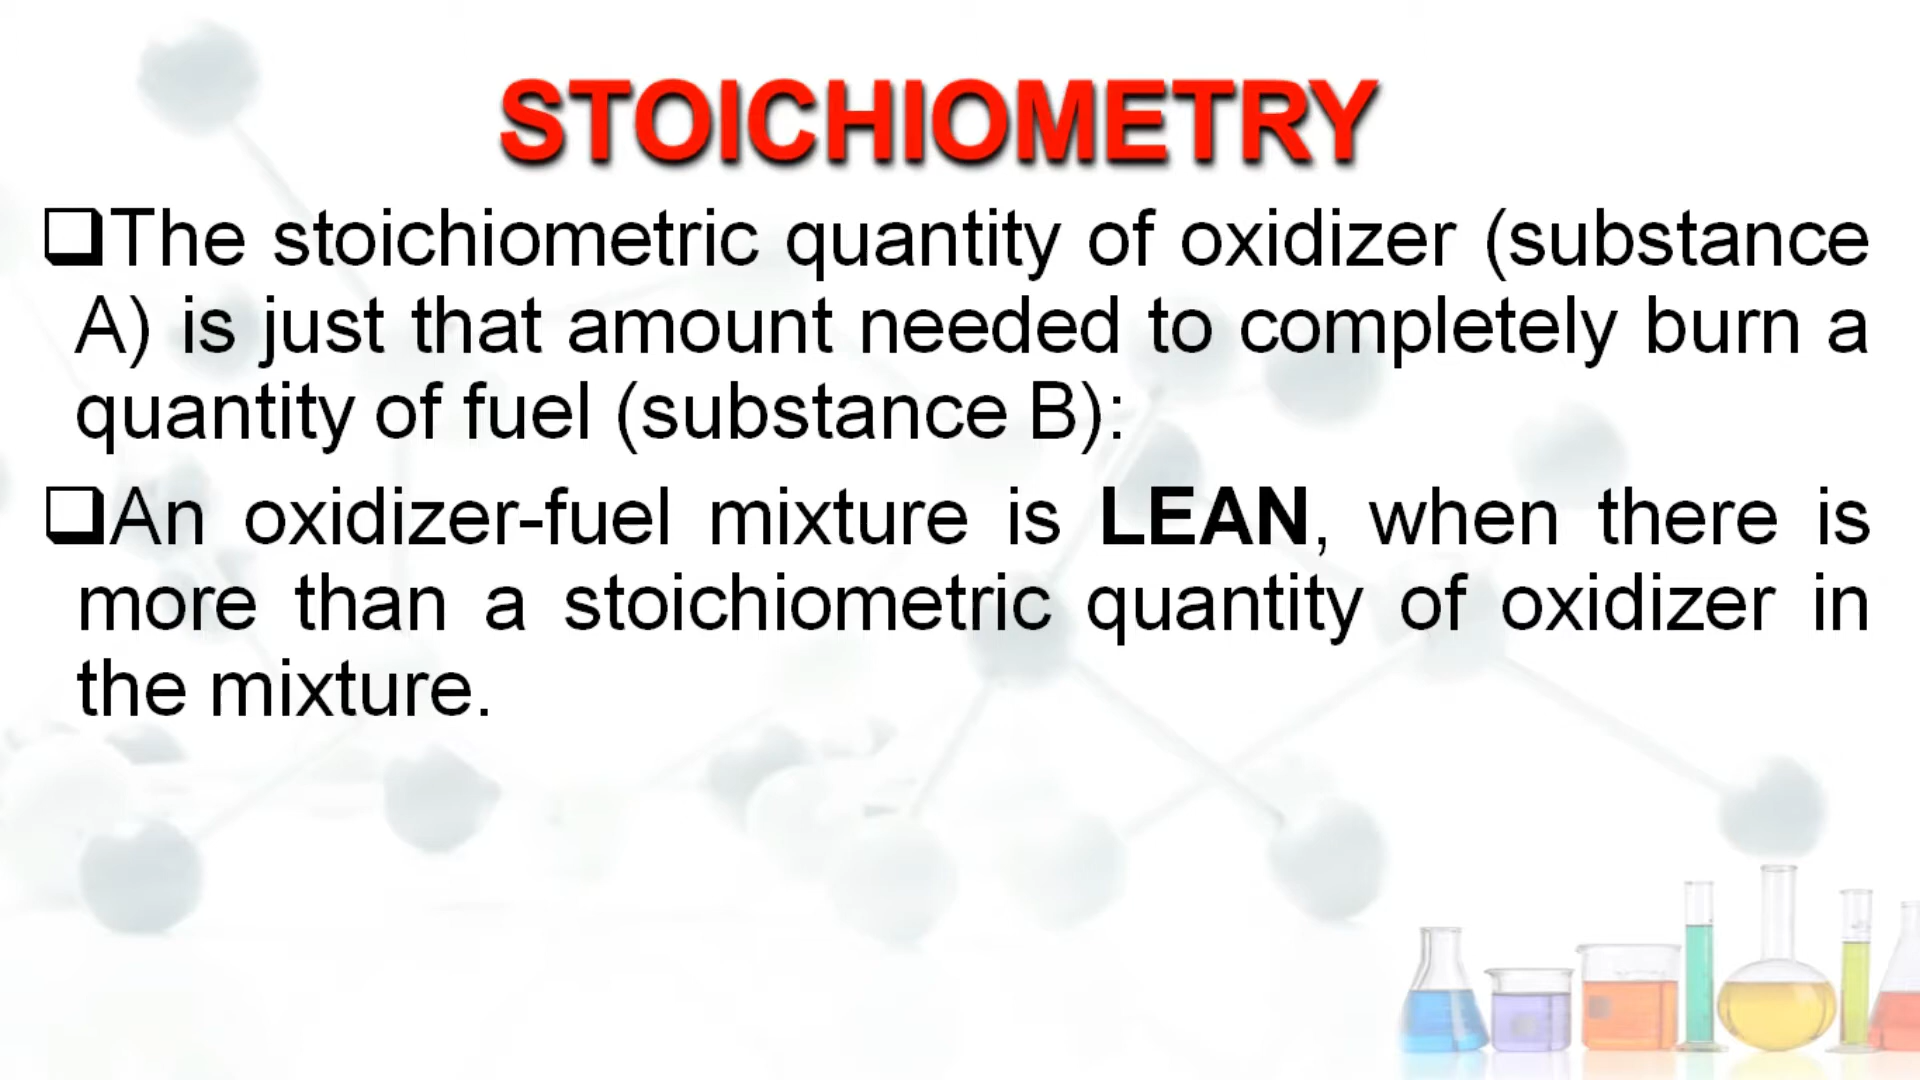 STOICHIOMETRY
❑The stoichiometric quantity of oxidizer (substance
A) is just that amount needed to completely burn a
quantity of fuel (substance B):
❑An oxidizer-fuel mixture is LEAN, when there is
more than a stoichiometric quantity of oxidizer in
the mixture.